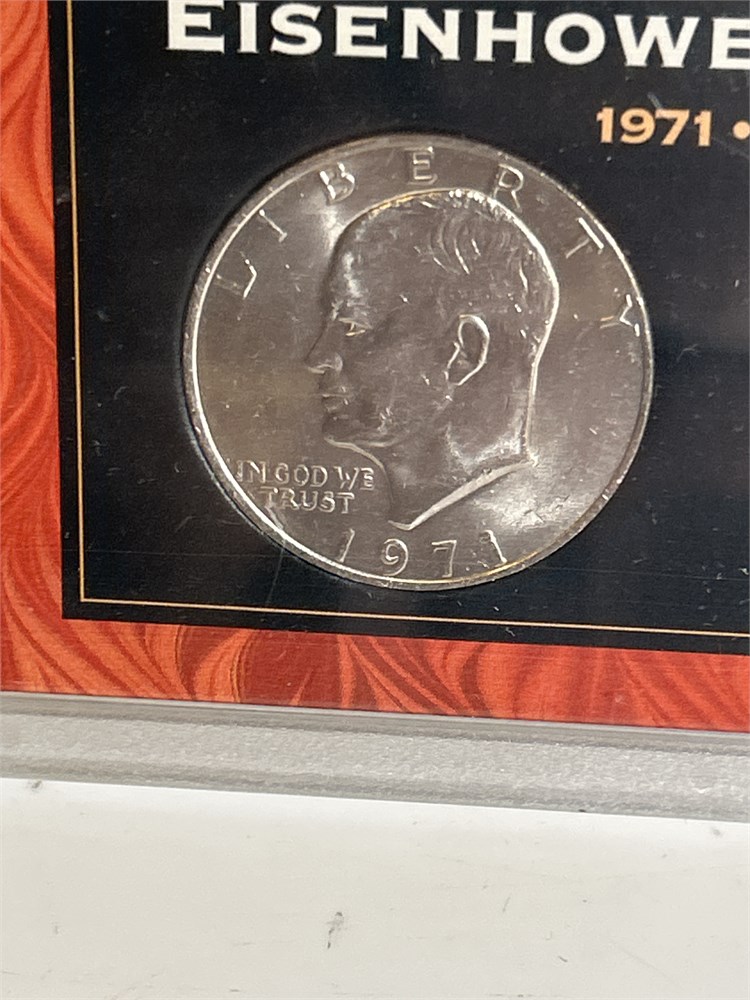 EISENHOWE
1971 •
LIBERTY
IN GOD WE
TRUST
1971